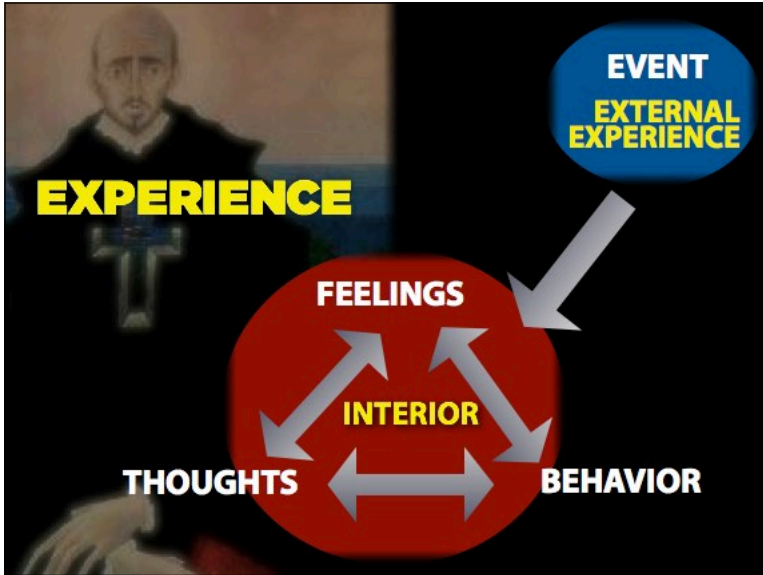 EVENT
EXTERNAL
EXPERIENCE
EXPERIENCE
FEELINGS
INTERIOR
THOUGHTS
BEHAVIOR